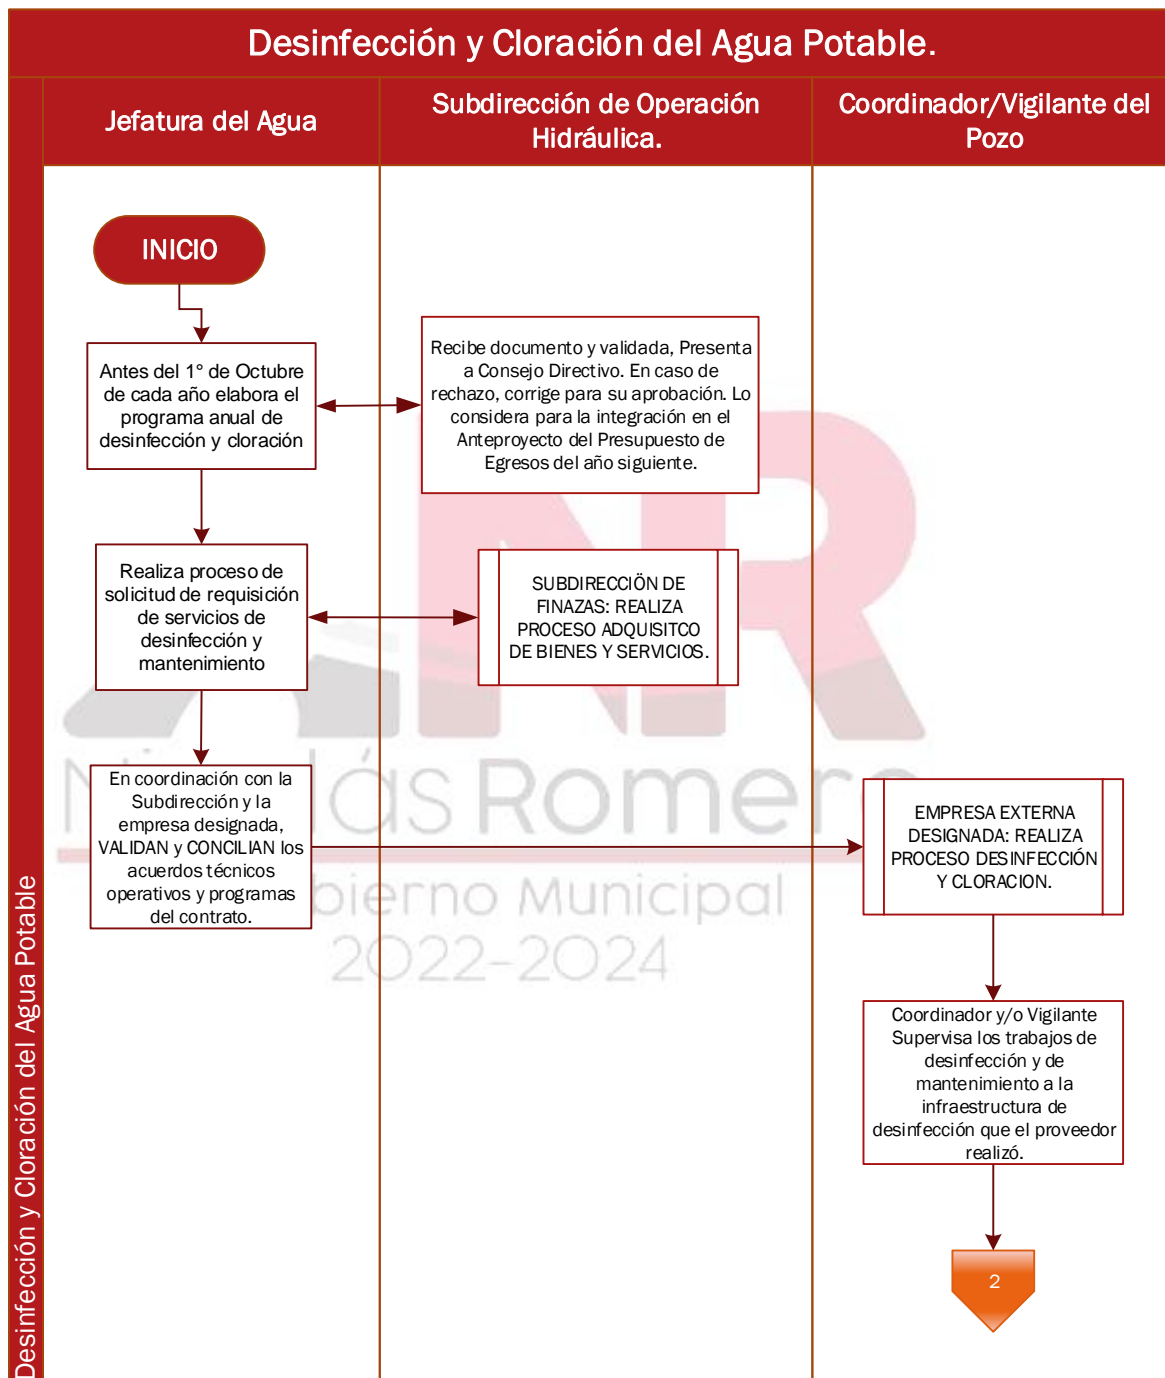 Desinfección y Cloración del Agua Potable.
Jefatura del Agua
Subdirección de Operación
Hidráulica.
Coordinador/Vigilante del
Pozo
Desinfección y Cloración del Agua Potable
INICIO
Antes del 1° de Octubre
de cada año elabora el
programa anual de
desinfección y cloración
Recibe documento y validada, Presenta
a Consejo Directivo. En caso de
rechazo, corrige para su aprobación. Lo
considera para la integración en el
Anteproyecto del Presupuesto de
Egresos del año siguiente.
Realiza proceso de
solicitud de requisición
de servicios de
desinfección y
mantenimiento
SUBDIRECCIÖN DE
FINAZAS: REALIZA
PROCESO ADQUISITCO
DE BIENES Y SERVICIOS.
En coordinación con la
Subdirección y la
empresa designada,
VALIDAN y CONCILIAN los
acuerdos técnicos
operativos y programas
del contrato.
EMPRESA EXTERNA
DESIGNADA: REALIZA
PROCESO DESINFECCIÓN
Y CLORACION.
Coordinador y/o Vigilante
Supervisa los trabajos de
desinfección y de
mantenimiento a la
infraestructura de
desinfección que el proveedor
realizó.
2
NR
Romero
Municipal
2022-2024